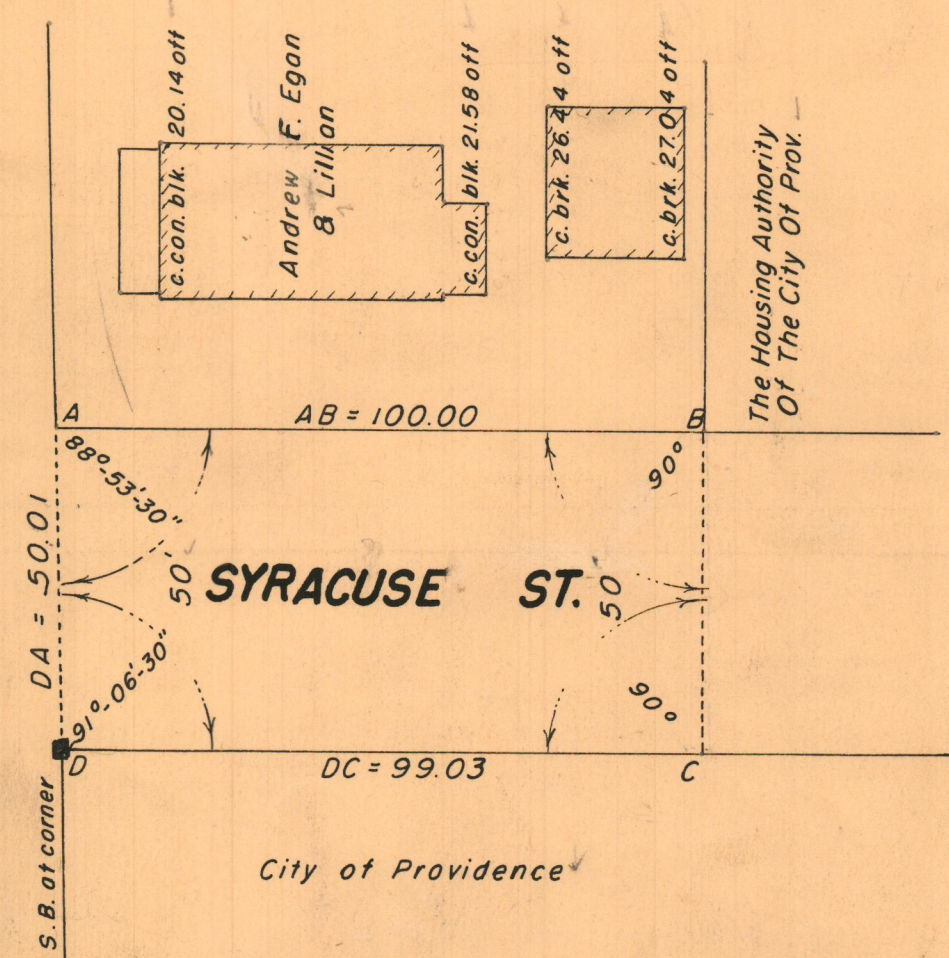 c.con. blk. 20.14 off
Andrew F. Egan
& Lillian
c.con. blk. 21.58 off
c. brk. 26.44 off
c. brk. 27.04 off
The Housing Authority
Of The City Of Prov.
A
AB = 100.00
B
88°-53'-30"
90°
DA = 50.01
50'
SYRACUSE ST.
50'
91°-06'-30"
90°
D
DC = 99.03
C
S. B. at corner
City of Providence